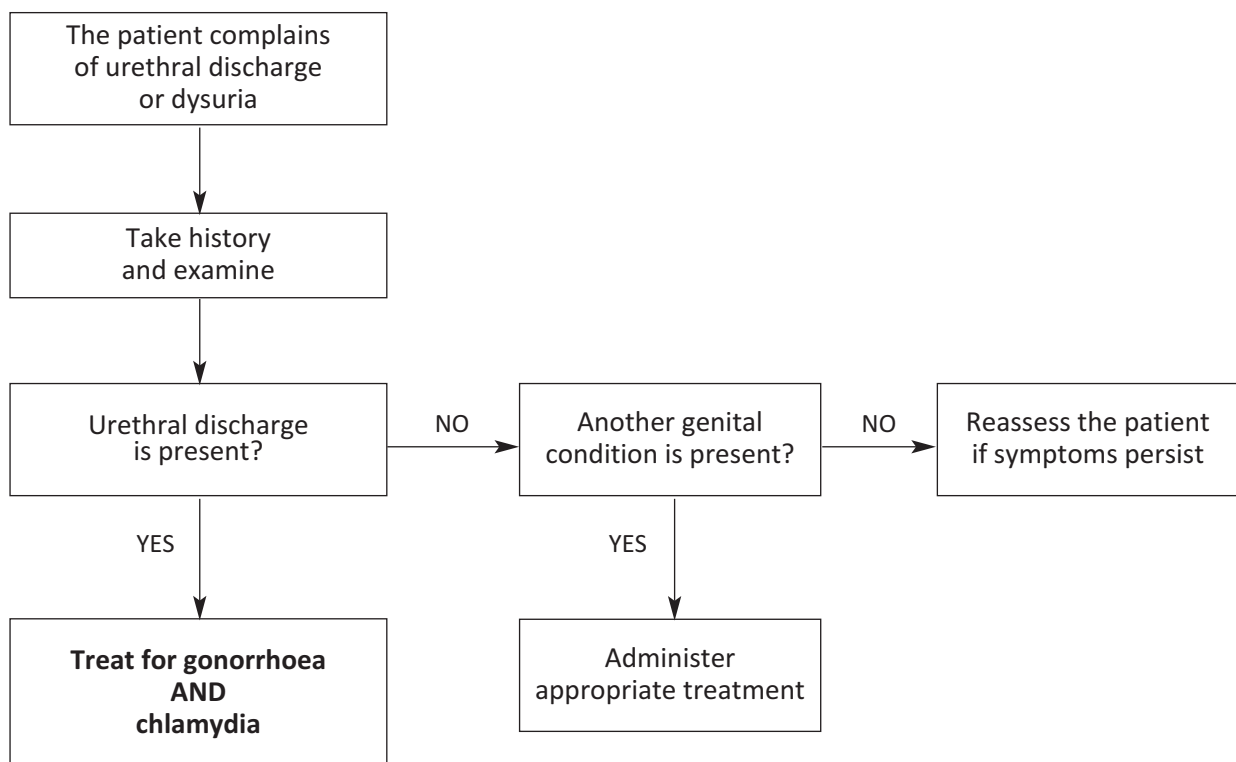 The patient complains
of urethral discharge
or dysuria
Take history
and examine
Urethral discharge
is present?
NO
Another genital
condition is present?
NO
Reassess the patient
if symptoms persist
YES
YES
Treat for gonorrhoea
AND
chlamydia
Administer
appropriate treatment